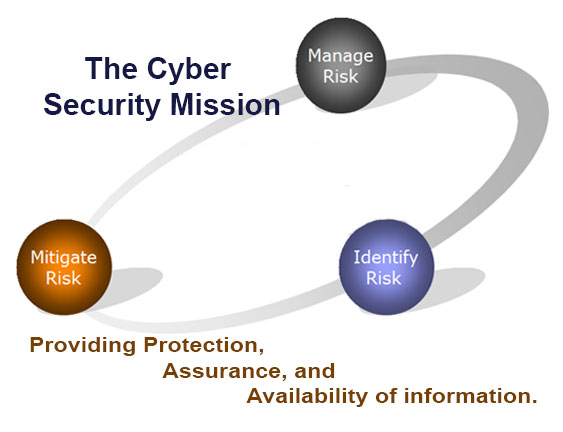 The Cyber
Security Mission
Manage
Risk
Mitigate
Risk
Identify
Risk
Providing Protection,
Assurance, and
Availability of information.